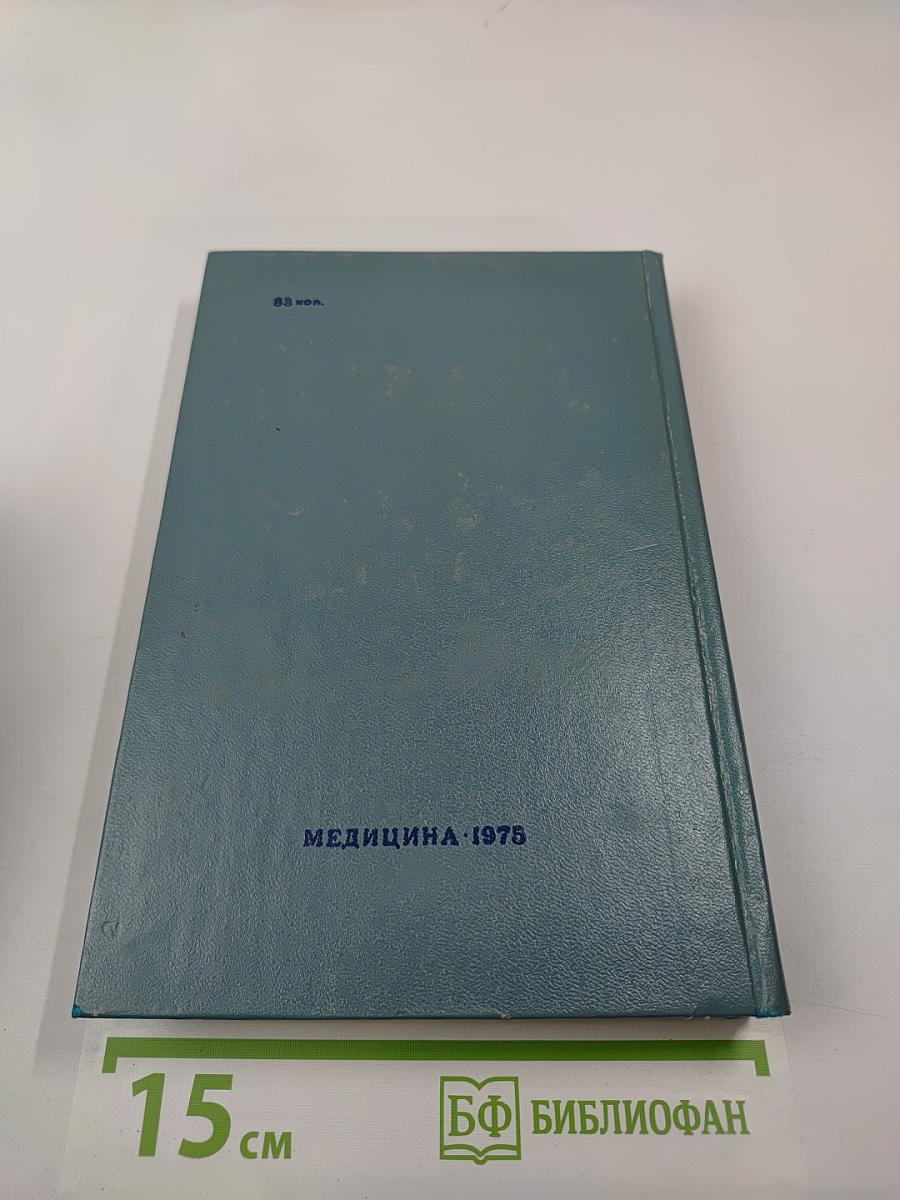 83 коп.
МЕДИЦИНА·1975
15 см
БФ БИБЛИОФАН